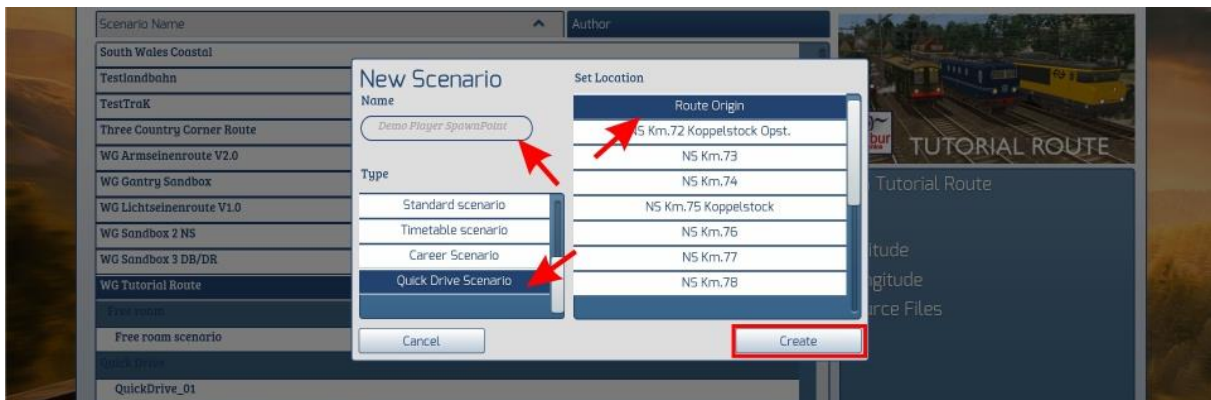 Scenario Name
Author
South Wales Coastal
Testlandbahn
TestTraK
Three Country Corner Route
WG Armseinenroute V2.0
WG Gantry Sandbox
WG Lichtseinenroute V1.0
WG Sandbox 2 NS
WG Sandbox 3 DB/DR
WG Tutorial Route
Free roam
Free roam scenario
Quick Drive
QuickDrive_01
New Scenario
Name
Demo Player SpawnPoint
Type
Standard scenario
Timetable scenario
Career Scenario
Quick Drive Scenario
Cancel
Set Location
Route Origin
NS Km.72 Koppelstock Opst.
NS Km.73
NS Km.74
NS Km.75 Koppelstock
NS Km.76
NS Km.77
NS Km.78
Create
TUTORIAL ROUTE
Tutorial Route
itude
ngitude
urce Files